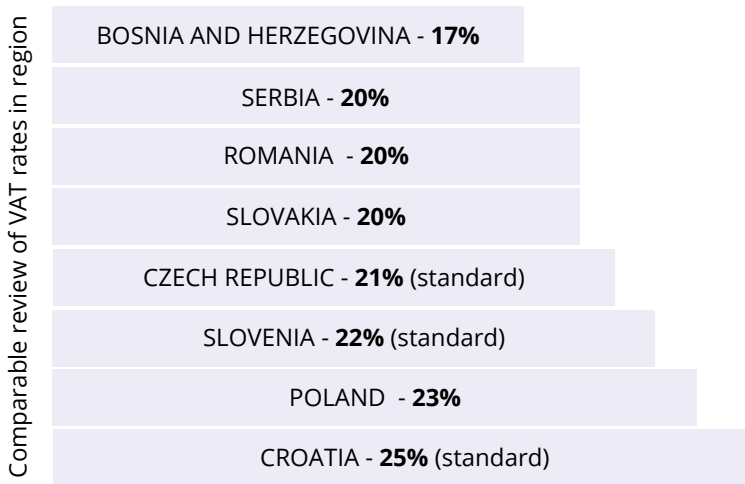 Comparable review of VAT rates in region
BOSNIA AND HERZEGOVINA - 17%
SERBIA - 20%
ROMANIA - 20%
SLOVAKIA - 20%
CZECH REPUBLIC - 21% (standard)
SLOVENIA - 22% (standard)
POLAND - 23%
CROATIA - 25% (standard)